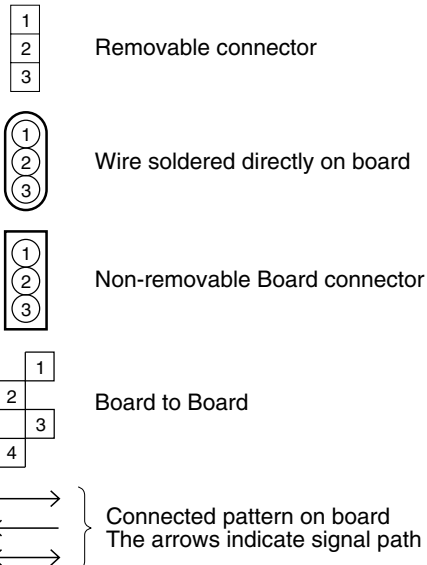 1
2
3
Removable connector
1
2
3
Wire soldered directly on board
1
2
3
Non-removable Board connector
1
2
3
4
Board to Board
Connected pattern on board
The arrows indicate signal path